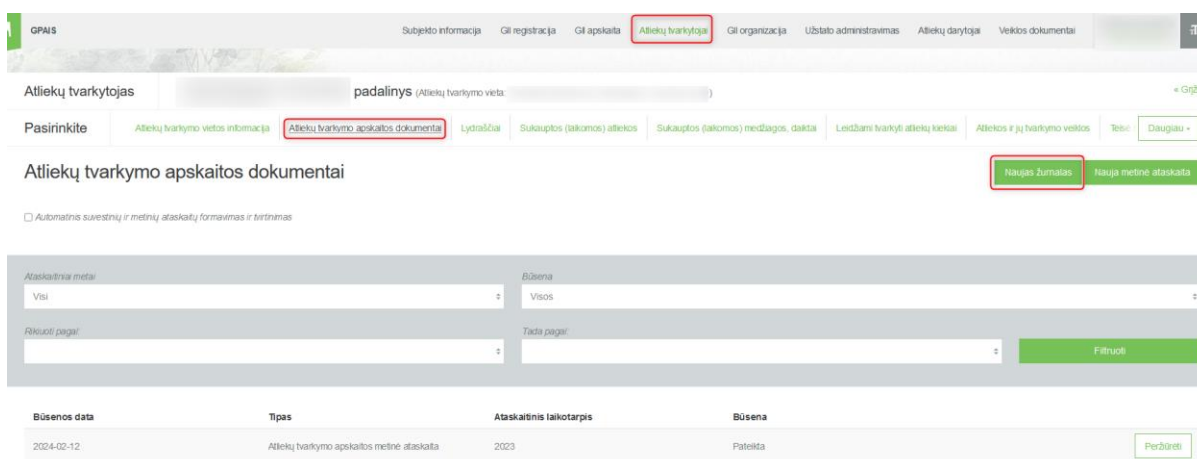 GPAIS Subjekto informacija GII registracija GII apskaita Atliekų tvarkytojai GII organizacija Užstato administravimas Atliekų darytojai Veiklos dokumentai
Atliekų tvarkytojas padalinys (Atliekų tvarkymo vieta: ) « Grįž
Pasirinkite Atliekų tvarkymo vietos informacija Atliekų tvarkymo apskaitos dokumentai Lydraščiai Sukauptos (laikomos) atliekos Sukauptos (laikomos) medžiagos, daiktai Leidžiami tvarkyti atliekų kiekiai Atliekos ir jų tvarkymo veiklos Daugiau
Atliekų tvarkymo apskaitos dokumentai Naujas žurnalas Nauja metinė ataskaita
Automatinis suvestinių ir metinių ataskaitų formavimas ir tvirtinimas
Ataskaitiniai metai Būsena
Visi Visos
Rikiuoti pagal: Tada pagal:
Filtruoti
Būsenos data Tipas Ataskaitinis laikotarpis Būsena
2024-02-12 Atliekų tvarkymo apskaitos metinė ataskaita 2023 Pateikta Peržiūrėti